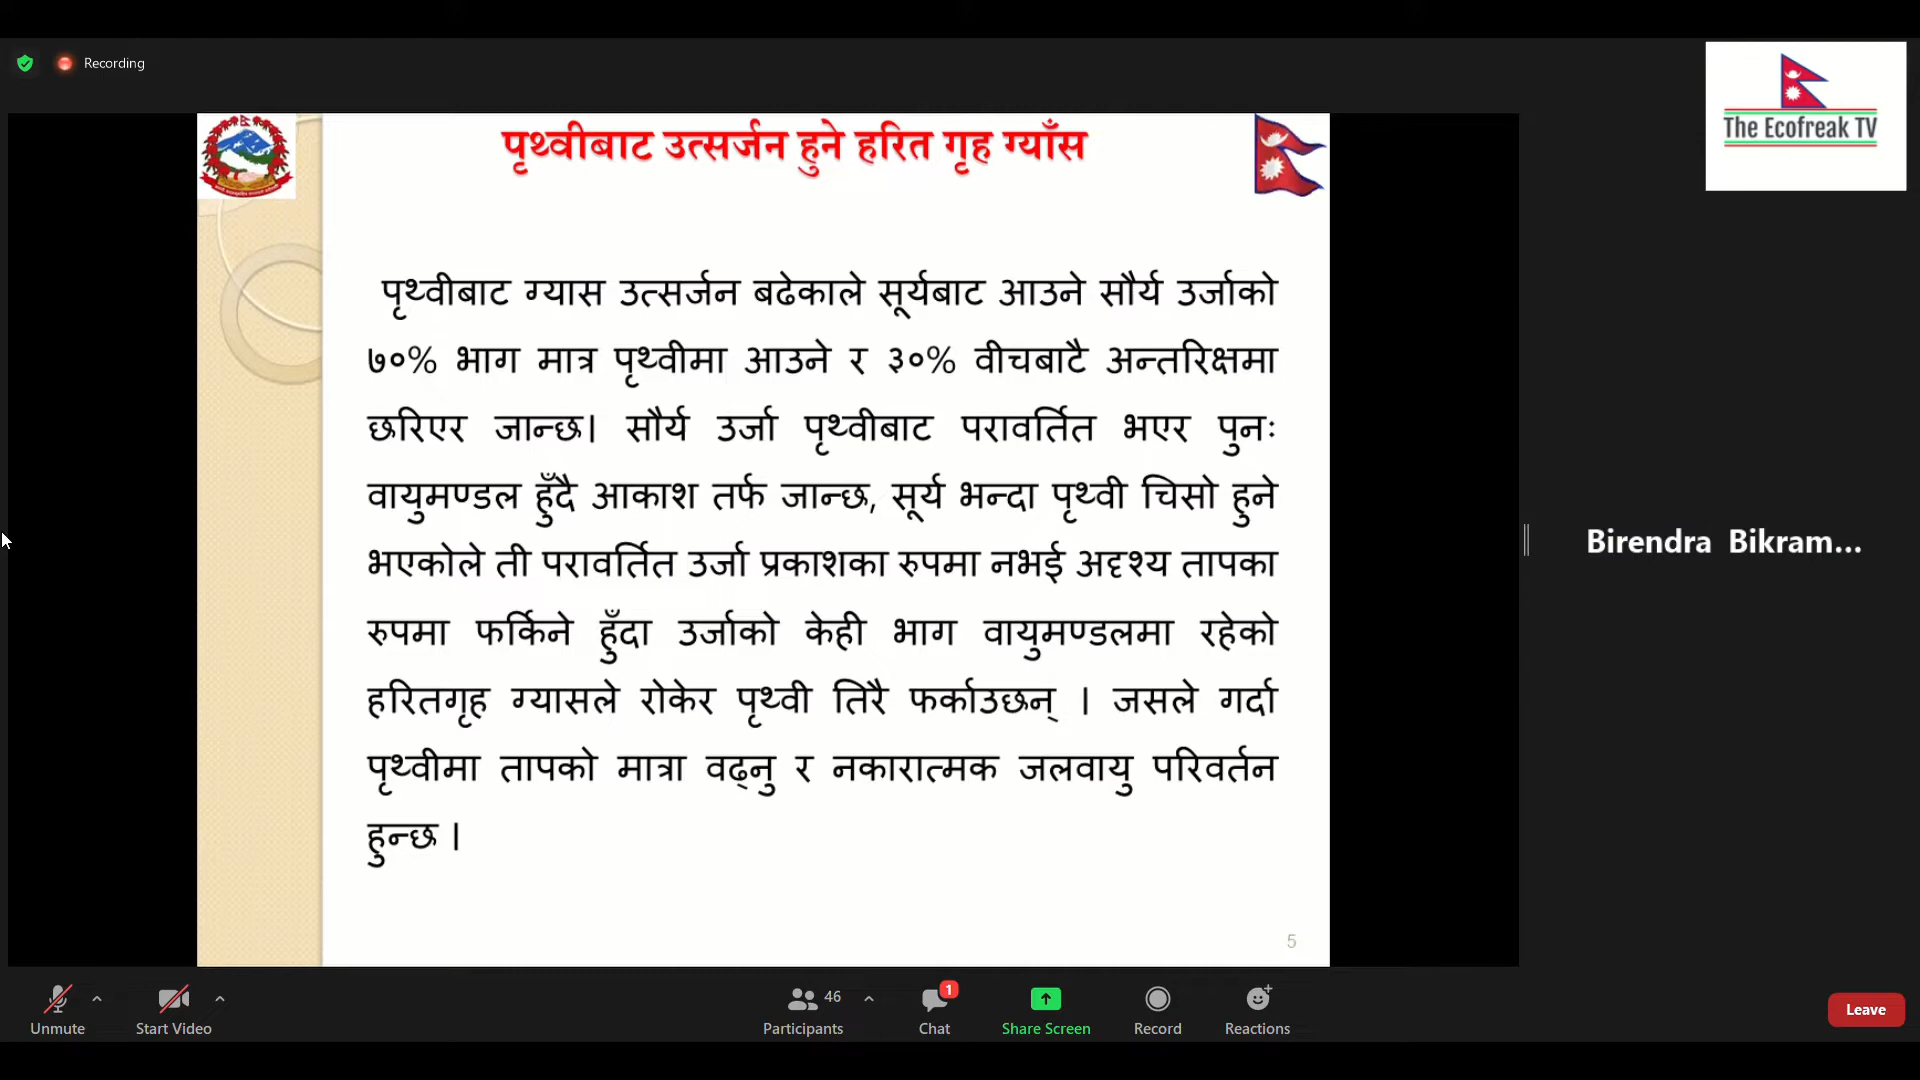 Recording
The Ecofreak TV
पृथ्वीबाट उत्सर्जन हुने हरित गृह ग्याँस
पृथ्वीबाट ग्यास उत्सर्जन बढेकाले सूर्यबाट आउने सौर्य उर्जाको
७०% भाग मात्र पृथ्वीमा आउने र ३०% वीचबाटै अन्तरिक्षमा
छरिएर जान्छ। सौर्य उर्जा पृथ्वीबाट परावर्तित भएर पुनः
वायुमण्डल हुँदै आकाश तर्फ जान्छ, सूर्य भन्दा पृथ्वी चिसो हुने
भएकोले ती परावर्तित उर्जा प्रकाशका रुपमा नभई अदृश्य तापका
रुपमा फर्किने हुँदा उर्जाको केही भाग वायुमण्डलमा रहेको
हरितगृह ग्यासले रोकेर पृथ्वी तिरै फर्काउछन् ।  जसले गर्दा
पृथ्वीमा तापको मात्रा वढ्नु र नकारात्मक जलवायु परिवर्तन
हुन्छ ।
5
Birendra Bikram...
Unmute
Start Video
46
Participants
1
Chat
Share Screen
Record
Reactions
Leave